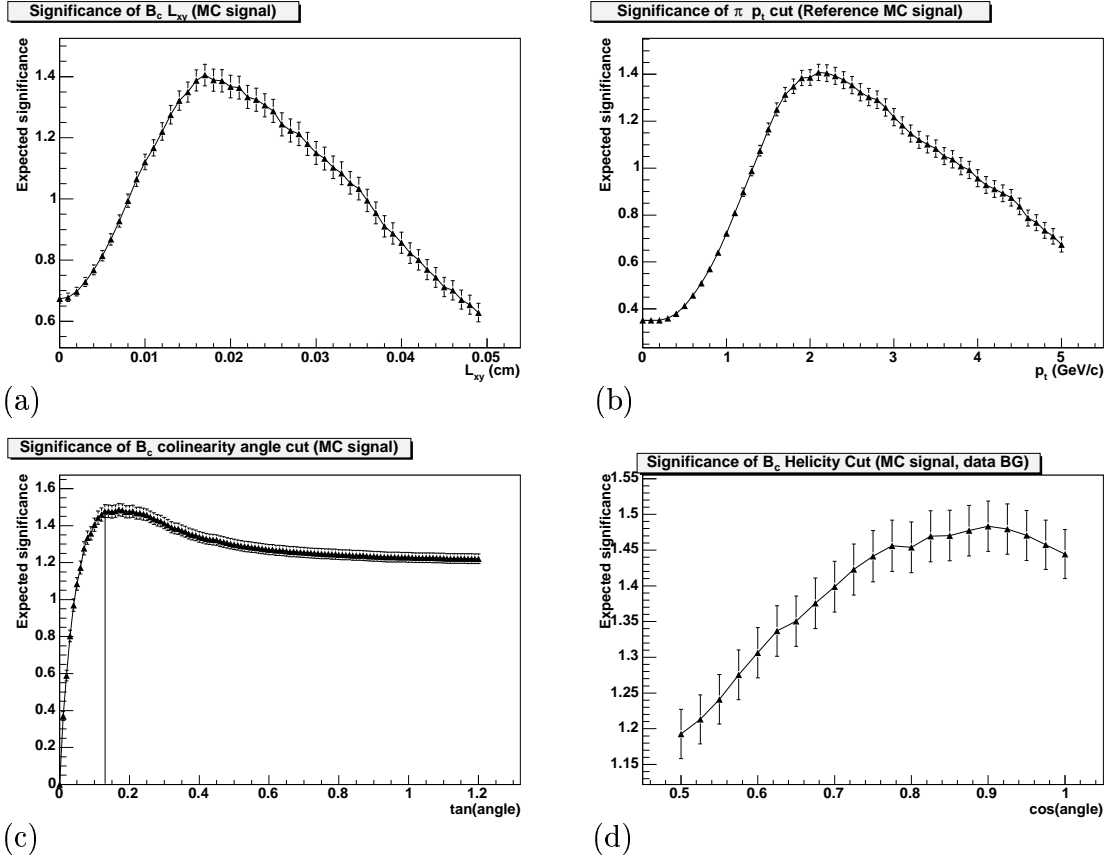 Significance of Bc Lxy (MC signal)
Expected significance
1.4
1.2
1
0.8
0.6
0 0.01 0.02 0.03 0.04 0.05
Lxy (cm)
(a)
Significance of π pt cut (Reference MC signal)
Expected significance
1.4
1.2
1
0.8
0.6
0.4
0 1 2 3 4 5
pt (GeV/c)
(b)
Significance of Bc colinearity angle cut (MC signal)
Expected significance
1.6
1.4
1.2
1
0.8
0.6
0.4
0.2
0
0 0.2 0.4 0.6 0.8 1 1.2
tan(angle)
(c)
Significance of Bc Helicity Cut (MC signal, data BG)
Expected significance
1.55
1.5
1.45
1.4
1.35
1.3
1.25
1.2
1.15
0.5 0.6 0.7 0.8 0.9 1
cos(angle)
(d)